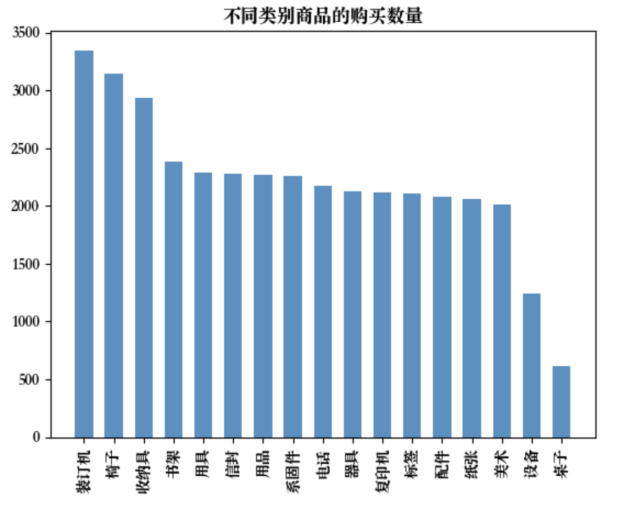 不同类别商品的购买数量
3500
3000
2500
2000
1500
1000
500
0
装订机
椅子
收纳具
书架
用具
信封
用品
系固件
电话
器具
复印机
标签
配件
纸张
美术
设备
桌子